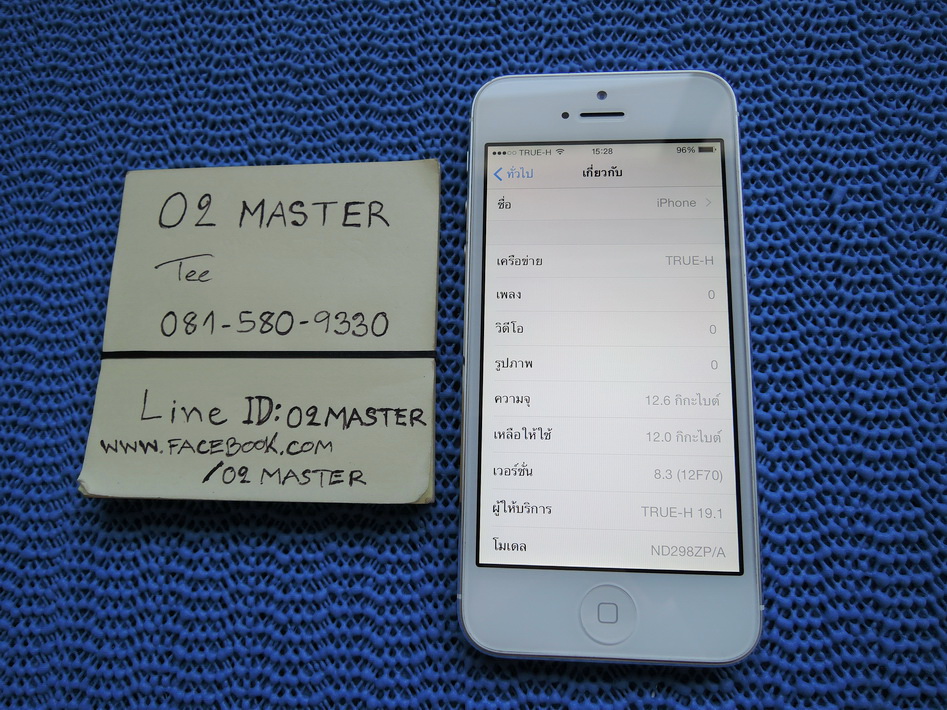 O2 MASTER
Tee
081-580-9330
Line ID: O2MASTER
WWW.FACEBOOK.COM
/O2 MASTER
TRUE-H 15:28 96%
ทั่วไป เกี่ยวกับ
ชื่อ iPhone
เครือข่าย TRUE-H
เพลง 0
วิดีโอ 0
รูปภาพ 0
ความจุ 12.6 กิกะไบต์
เหลือให้ใช้ 12.0 กิกะไบต์
เวอร์ชั่น 8.3 (12F70)
ผู้ให้บริการ TRUE-H 19.1
โมเดล ND298ZP/A